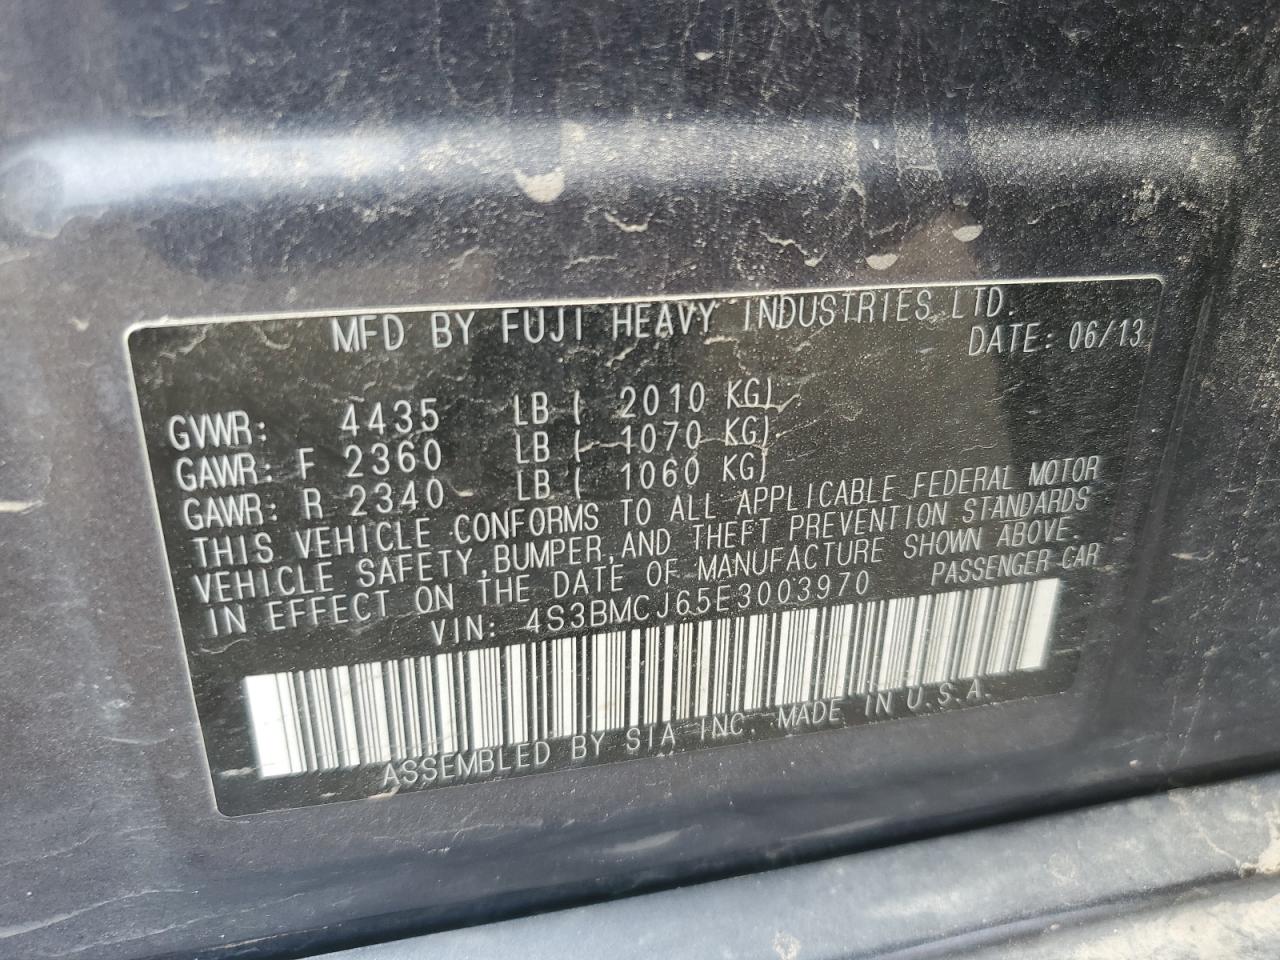 MFD BY FUJI HEAVY INDUSTRIES LTD.
DATE: 06/13
GVWR: 4435 LB ( 2010 KG)
GAWR: F 2360 LB ( 1070 KG)
GAWR: R 2340 LB ( 1060 KG)
THIS VEHICLE CONFORMS TO ALL APPLICABLE FEDERAL MOTOR
VEHICLE SAFETY, BUMPER, AND THEFT PREVENTION STANDARDS
IN EFFECT ON THE DATE OF MANUFACTURE SHOWN ABOVE.
VIN: 4S3BMCJ65E3003970 PASSENGER CAR
ASSEMBLED BY SIA INC. MADE IN U.S.A.